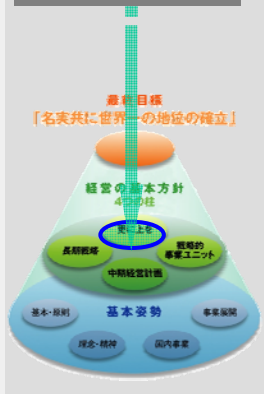 最終目標
「名実共に世界一の地位の確立」
経営の基本方針
4つの柱
更に上を
長期戦略
戦略的
事業ユニット
中期経営計画
基本・原則
基本姿勢
事業展開
理念・精神
国内事業